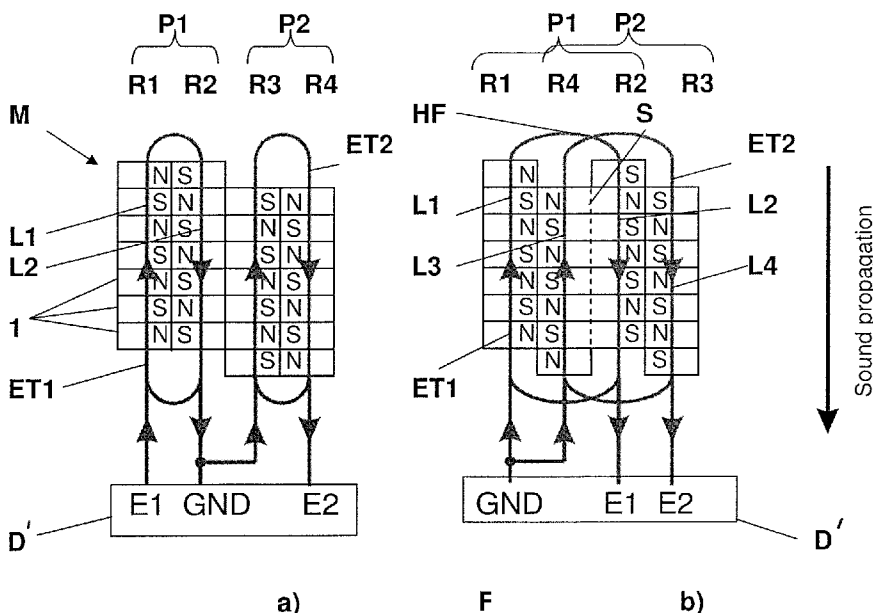 P1 P2 P1 P2
R1 R2 R3 R4 R1 R4 R2 R3
M HF S
ET2 ET2
N S N S
L1 S N S N L1 S N N S L2
N S N S N S S N
L2 S N S N L3 S N N S L4
N S N S N S S N
1 S N S N S N N S
N S N S ET1 N S S N
ET1 S N N S
Sound propagation
E1 GND E2 GND E1 E2
D′ D′
a) F b)